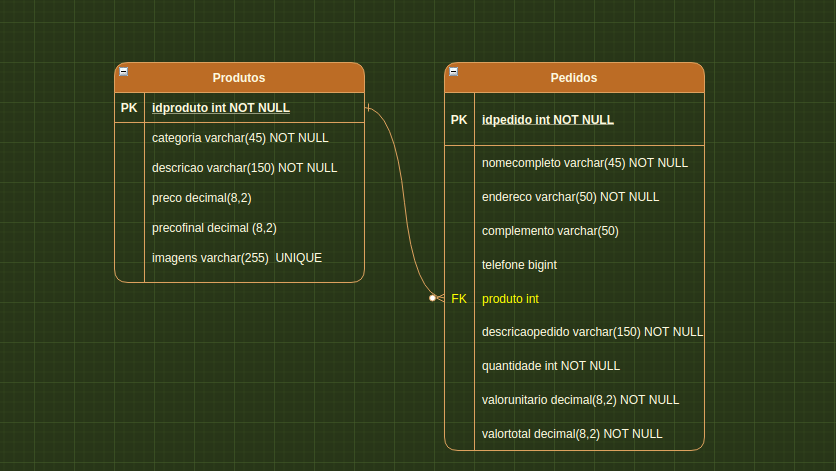 Produtos
PK idproduto int NOT NULL
categoria varchar(45) NOT NULL
descricao varchar(150) NOT NULL
preco decimal(8,2)
precofinal decimal (8,2)
imagens varchar(255)  UNIQUE
Pedidos
PK idpedido int NOT NULL
nomecompleto varchar(45) NOT NULL
endereco varchar(50) NOT NULL
complemento varchar(50)
telefone bigint
FK produto int
descricaopedido varchar(150) NOT NULL
quantidade int NOT NULL
valorunitario decimal(8,2) NOT NULL
valortotal decimal(8,2) NOT NULL